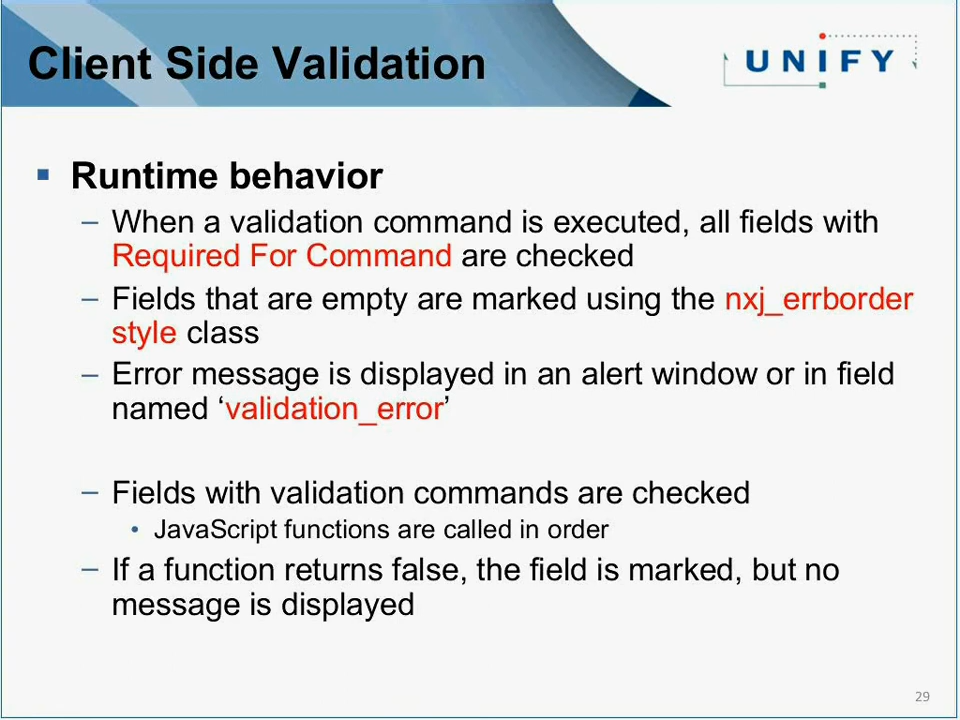 Client Side Validation
UNIFY
▪ Runtime behavior
– When a validation command is executed, all fields with
Required For Command are checked
– Fields that are empty are marked using the nxj_errborder
style class
– Error message is displayed in an alert window or in field
named ‘validation_error’
– Fields with validation commands are checked
• JavaScript functions are called in order
– If a function returns false, the field is marked, but no
message is displayed
29